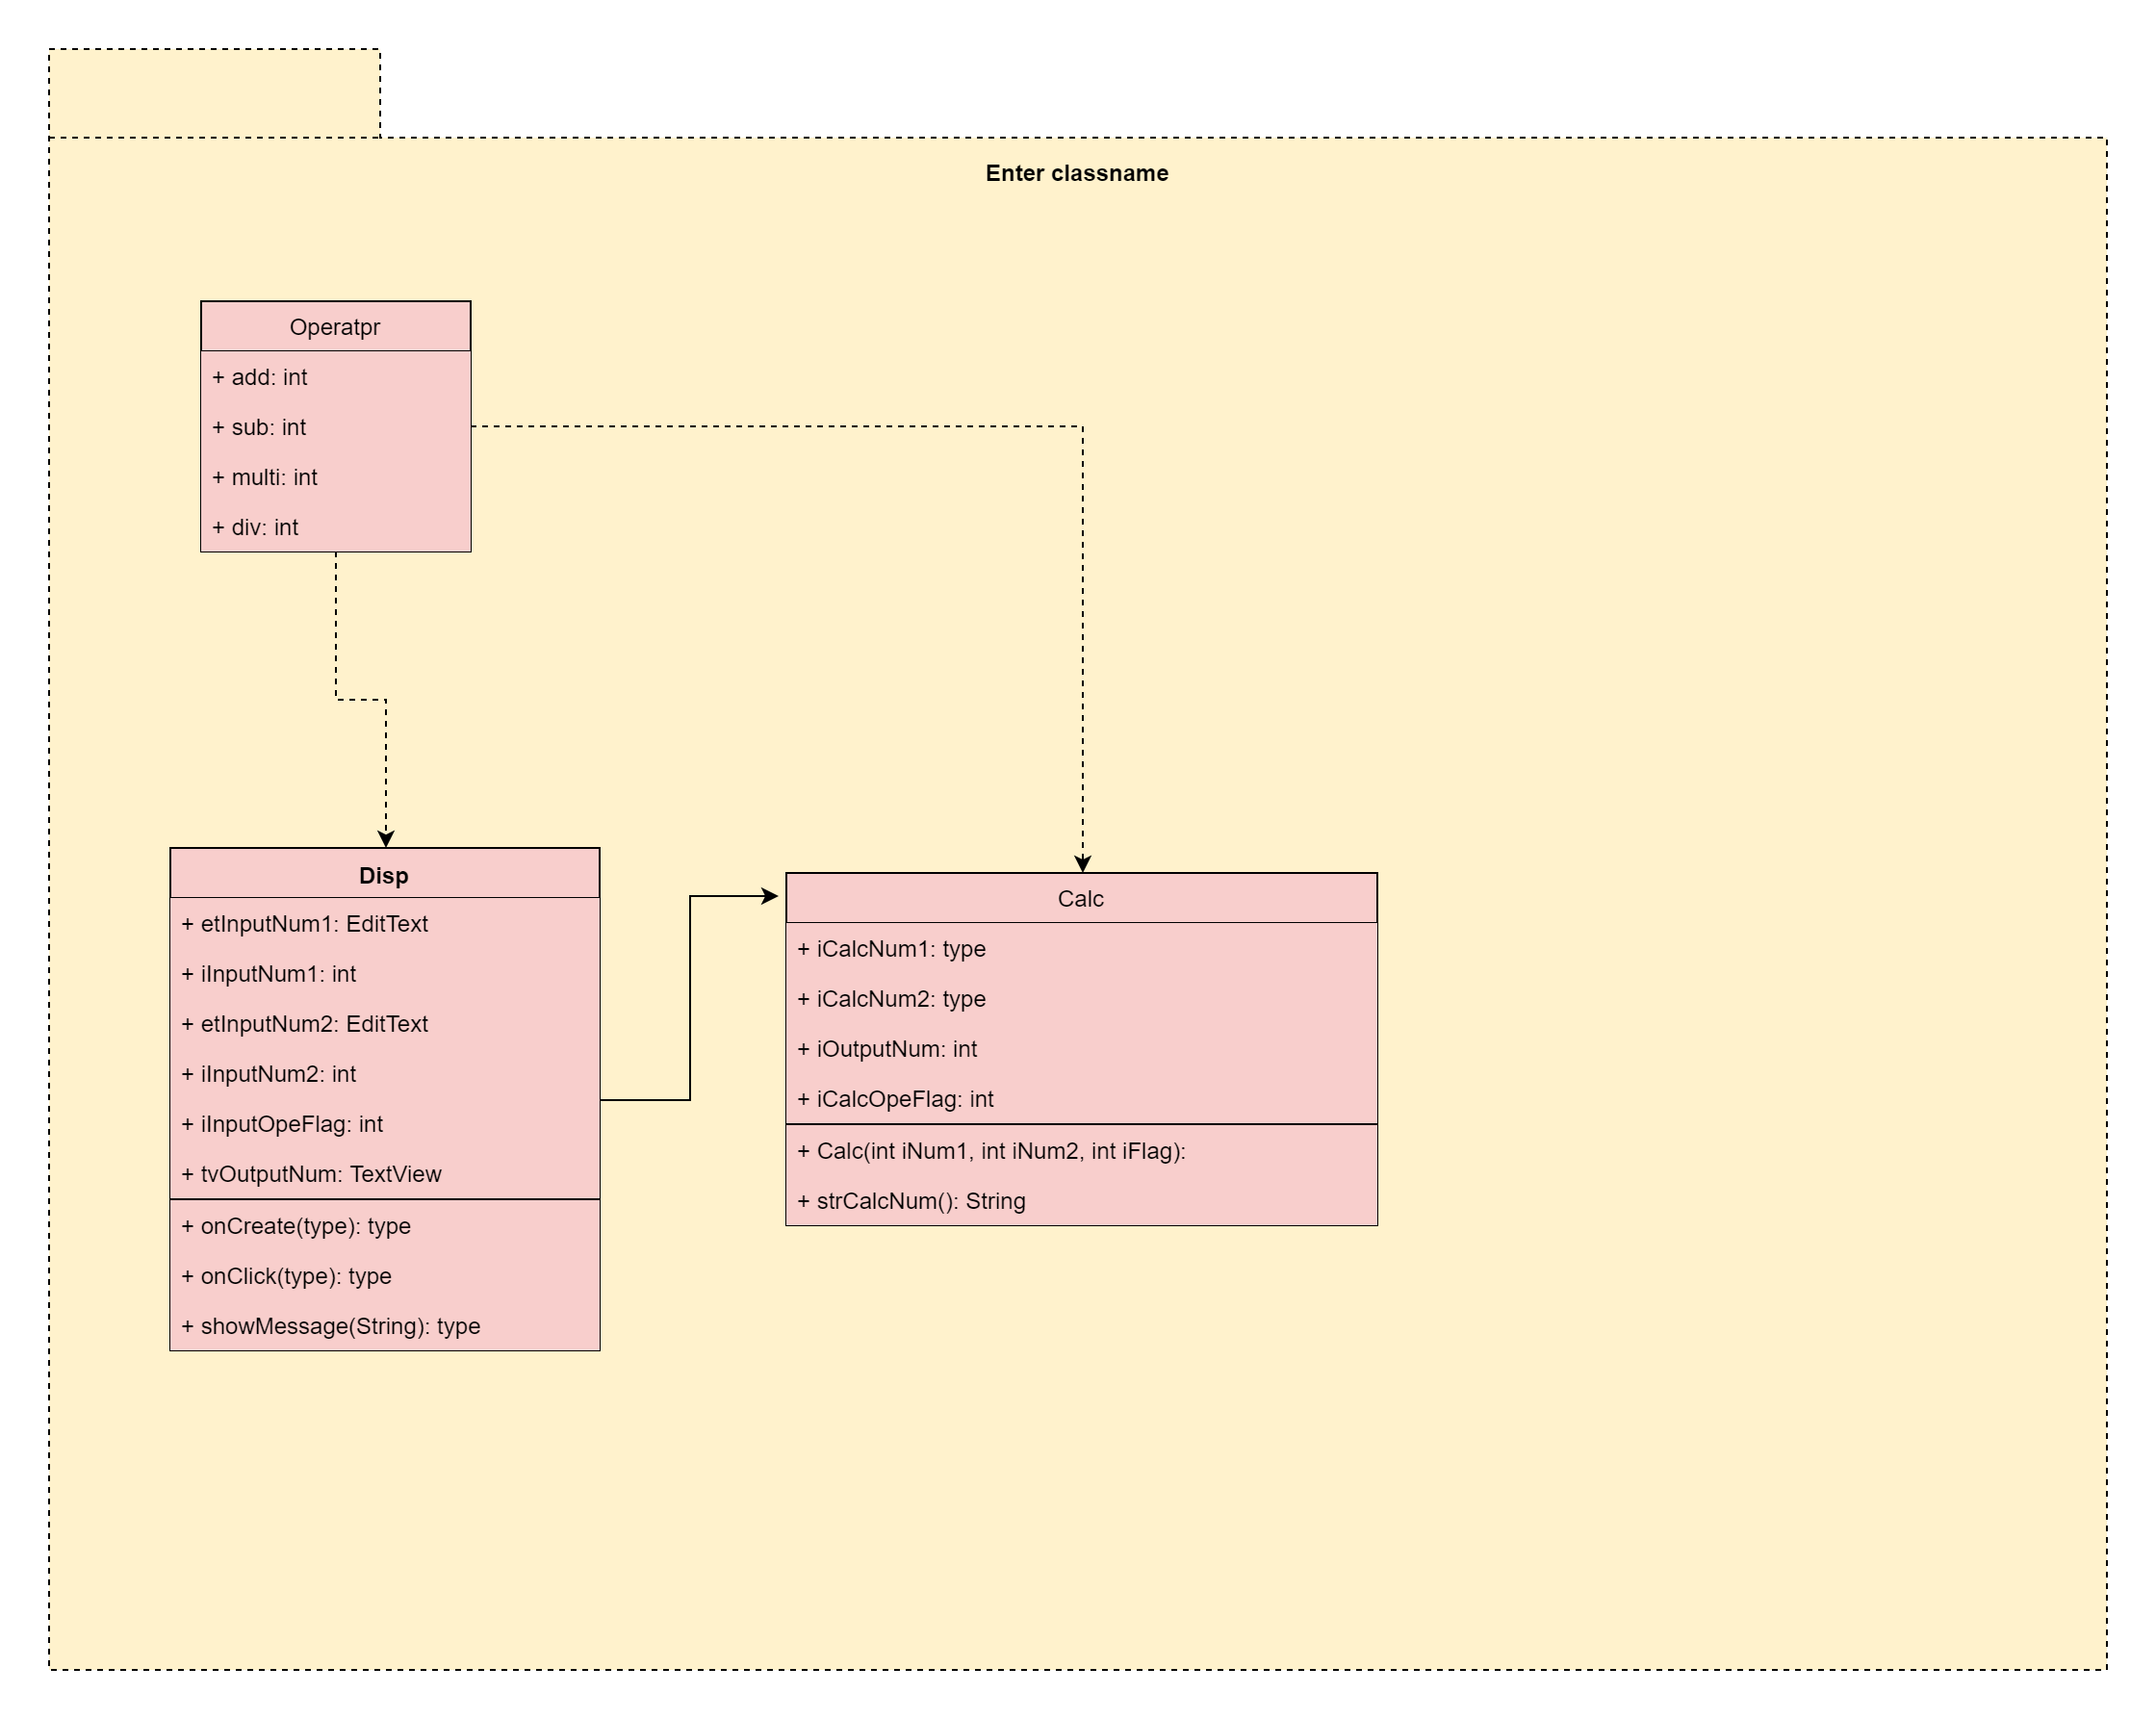 Enter classname
Operatpr
+ add: int
+ sub: int
+ multi: int
+ div: int
Disp
+ etInputNum1: EditText
+ iInputNum1: int
+ etInputNum2: EditText
+ iInputNum2: int
+ iInputOpeFlag: int
+ tvOutputNum: TextView
+ onCreate(type): type
+ onClick(type): type
+ showMessage(String): type
Calc
+ iCalcNum1: type
+ iCalcNum2: type
+ iOutputNum: int
+ iCalcOpeFlag: int
+ Calc(int iNum1, int iNum2, int iFlag):
+ strCalcNum(): String